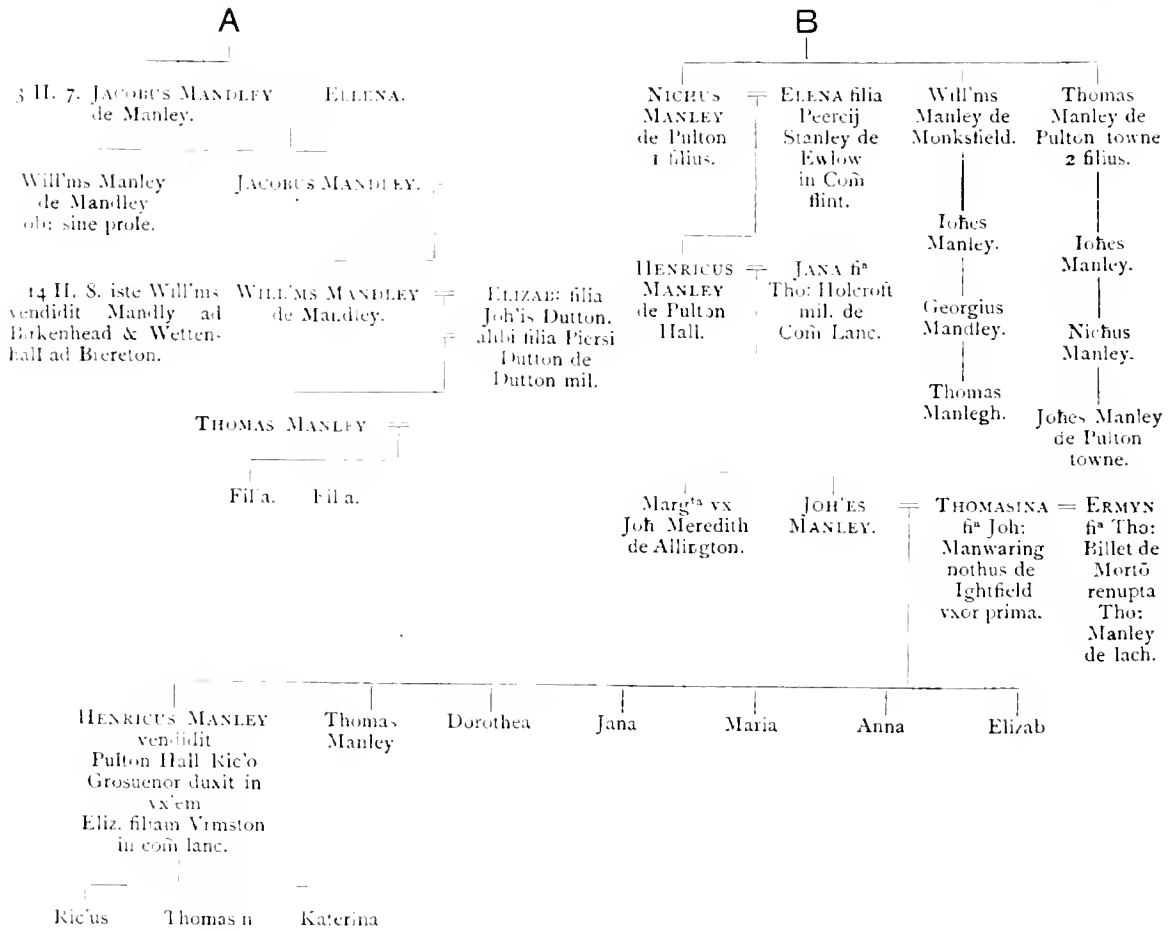 A
B
3 H. 7. JACOBUS MANDLEY
de Manley.
ELLENA.
NICHUS
MANLEY
de Pulton
1 filius.
ELENA filia
Peercij
Stanley de
Ewlow
in Com̃
flint.
Will'ms
Manley de
Monksfield.
Thomas
Manley de
Pulton towne
2 filius.
Will'ms Manley
de Mandley
ob: sine prole.
JACOBUS MANDLEY.
Iohes
Manley.
Iohes
Manley.
HENRICUS
MANLEY
de Pulton
Hall.
JANA fiª
Tho: Holcroft
mil. de
Com̃ Lanc.
14 H. 8. iste Will'ms
vendidit Mandly ad
Birkenhead & Wetten-
hall ad Biereton.
WILL'MS MANDLEY
de Mandley.
ELIZAB: filia
Joh'is Dutton.
alibi filia Piersi
Dutton de
Dutton mil.
Georgius
Mandley.
Nichus
Manley.
Thomas
Manlegh.
Johes Manley
de Pulton
towne.
THOMAS MANLEY
Fil'a. Fil'a.
Margᵗᵃ vx
Joh Meredith
de Allington.
JOH'ES
MANLEY.
THOMASINA
fiª Joh:
Manwaring
nothus de
Ightfield
vxor prima.
ERMYN
fiª Tho:
Billet de
Mortõ
renupta
Tho:
Manley
de lach.
HENRICUS MANLEY
vendidit
Pulton Hall Ric'o
Grosuenor duxit in
vx'em
Eliz. filiam Vrmston
in com̃ lanc.
Thomas
Manley
Dorothea
Jana
Maria
Anna
Elizab
Ric'us
Katerina